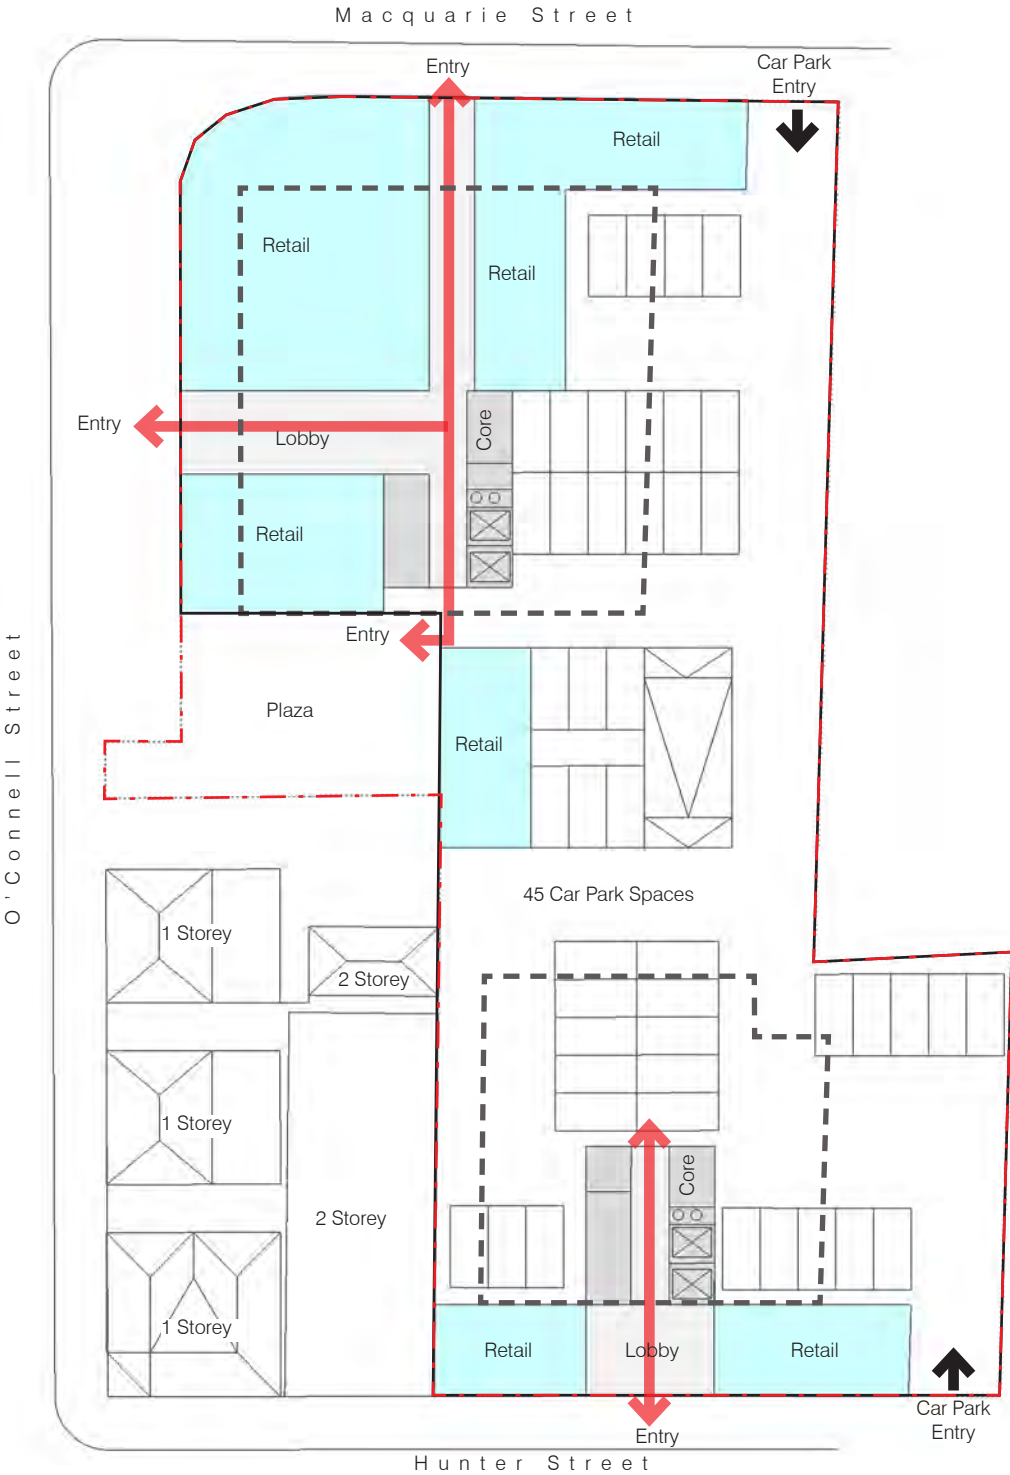 Macquarie Street
Entry
Car Park
Entry
Retail
Retail
Retail
Entry
Lobby
Core
Retail
Entry
Plaza
Retail
O'Connell Street
45 Car Park Spaces
1 Storey
2 Storey
1 Storey
Core
2 Storey
1 Storey
Retail
Lobby
Retail
Car Park
Entry
Entry
Hunter Street